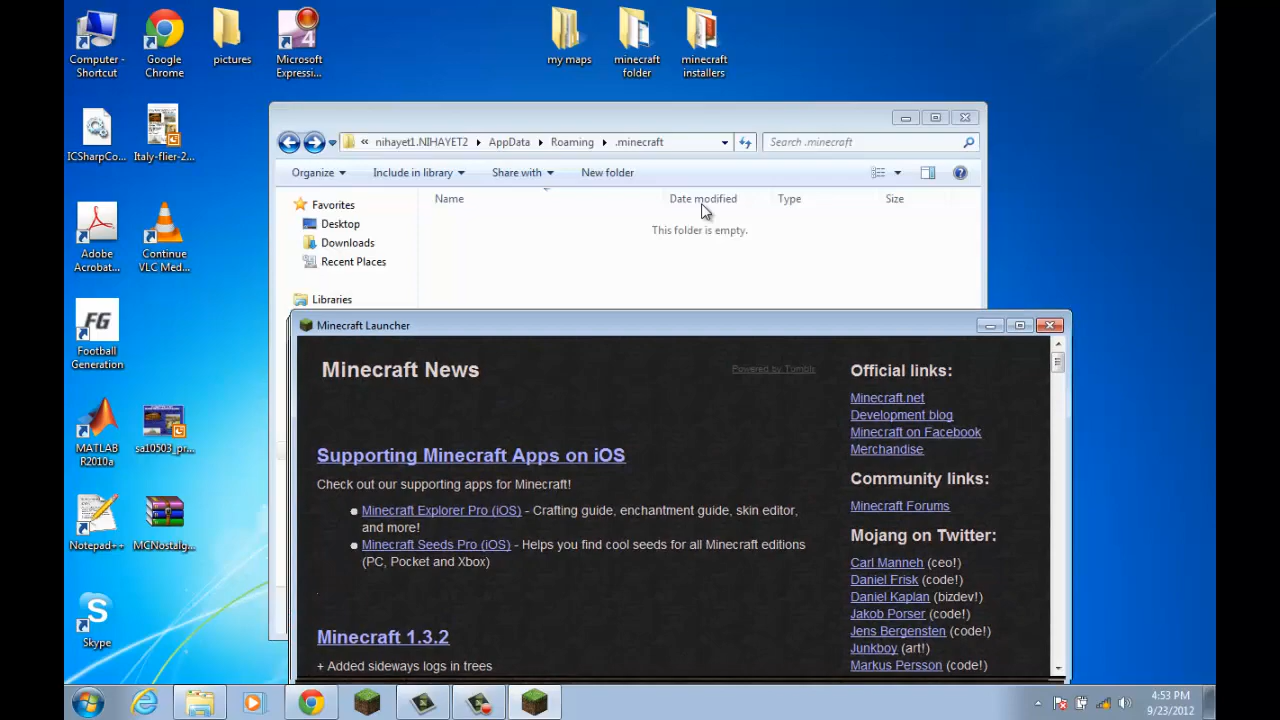 Computer -
Shortcut
Google
Chrome
pictures
Microsoft
Expressi...
my maps
minecraft
folder
minecraft
installers
ICSharpCo...
Italy-flier-2...
Adobe
Acrobat...
Continue
VLC Med...
FG
Football
Generation
MATLAB
R2010a
sa10503_pr...
Notepad++
MCNostalg...
Skype
« nihayet1.NIHAYET2 AppData Roaming .minecraft
Search .minecraft
Organize Include in library Share with New folder
Favorites
Desktop
Downloads
Recent Places
Libraries
Name Date modified Type Size
This folder is empty.
Minecraft Launcher
Minecraft News
Powered by Tumblr
Supporting Minecraft Apps on iOS
Check out our supporting apps for Minecraft!
Minecraft Explorer Pro (iOS) - Crafting guide, enchantment guide, skin editor,
and more!
Minecraft Seeds Pro (iOS) - Helps you find cool seeds for all Minecraft editions
(PC, Pocket and Xbox)
Minecraft 1.3.2
+ Added sideways logs in trees
Official links:
Minecraft.net
Development blog
Minecraft on Facebook
Merchandise
Community links:
Minecraft Forums
Mojang on Twitter:
Carl Manneh (ceo!)
Daniel Frisk (code!)
Daniel Kaplan (bizdev!)
Jakob Porser (code!)
Jens Bergensten (code!)
Junkboy (art!)
Markus Persson (code!)
4:53 PM
9/23/2012